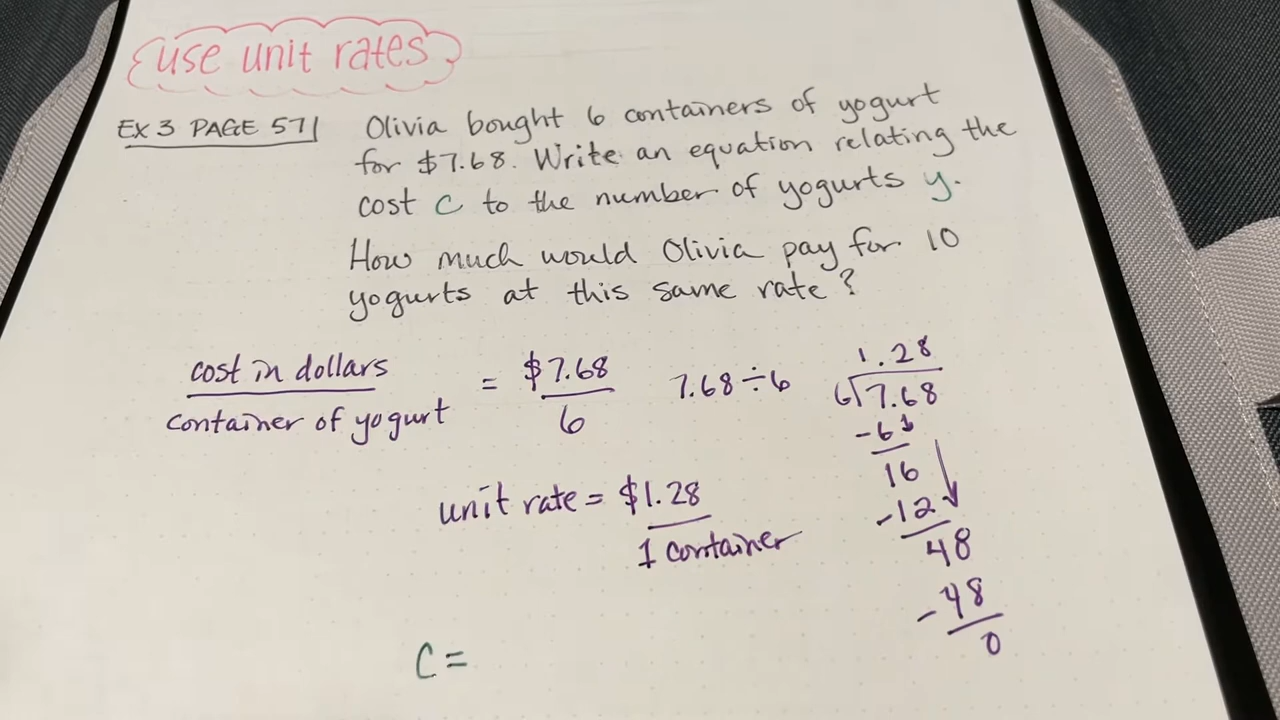 use unit rates
EX 3 PAGE 571 Olivia bought 6 containers of yogurt
for $7.68. Write an equation relating the
cost c to the number of yogurts y.
How much would Olivia pay for 10
yogurts at this same rate?
cost in dollars
container of yogurt
= $7.68
6
7.68÷6
1.28
6)7.68
-6
16
-12
48
-48
0
unit rate = $1.28
1 container
C =